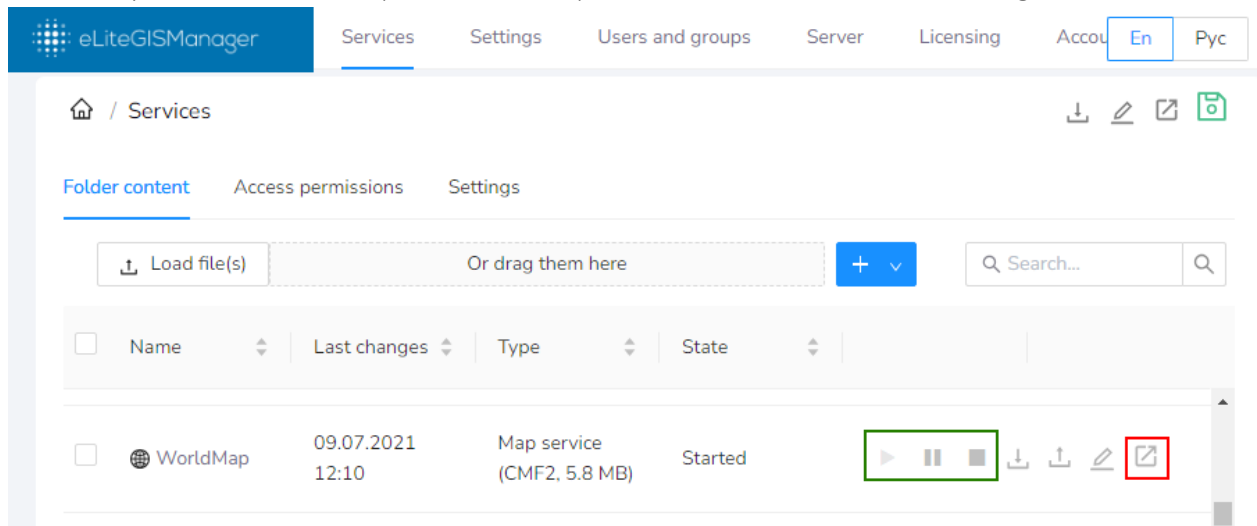 eLiteGISManager Services Settings Users and groups Server Licensing Accou En Рус
/ Services
Folder content Access permissions Settings
Load file(s) Or drag them here + Search...
Name Last changes Type State
WorldMap 09.07.2021 12:10 Map service (CMF2, 5.8 MB) Started